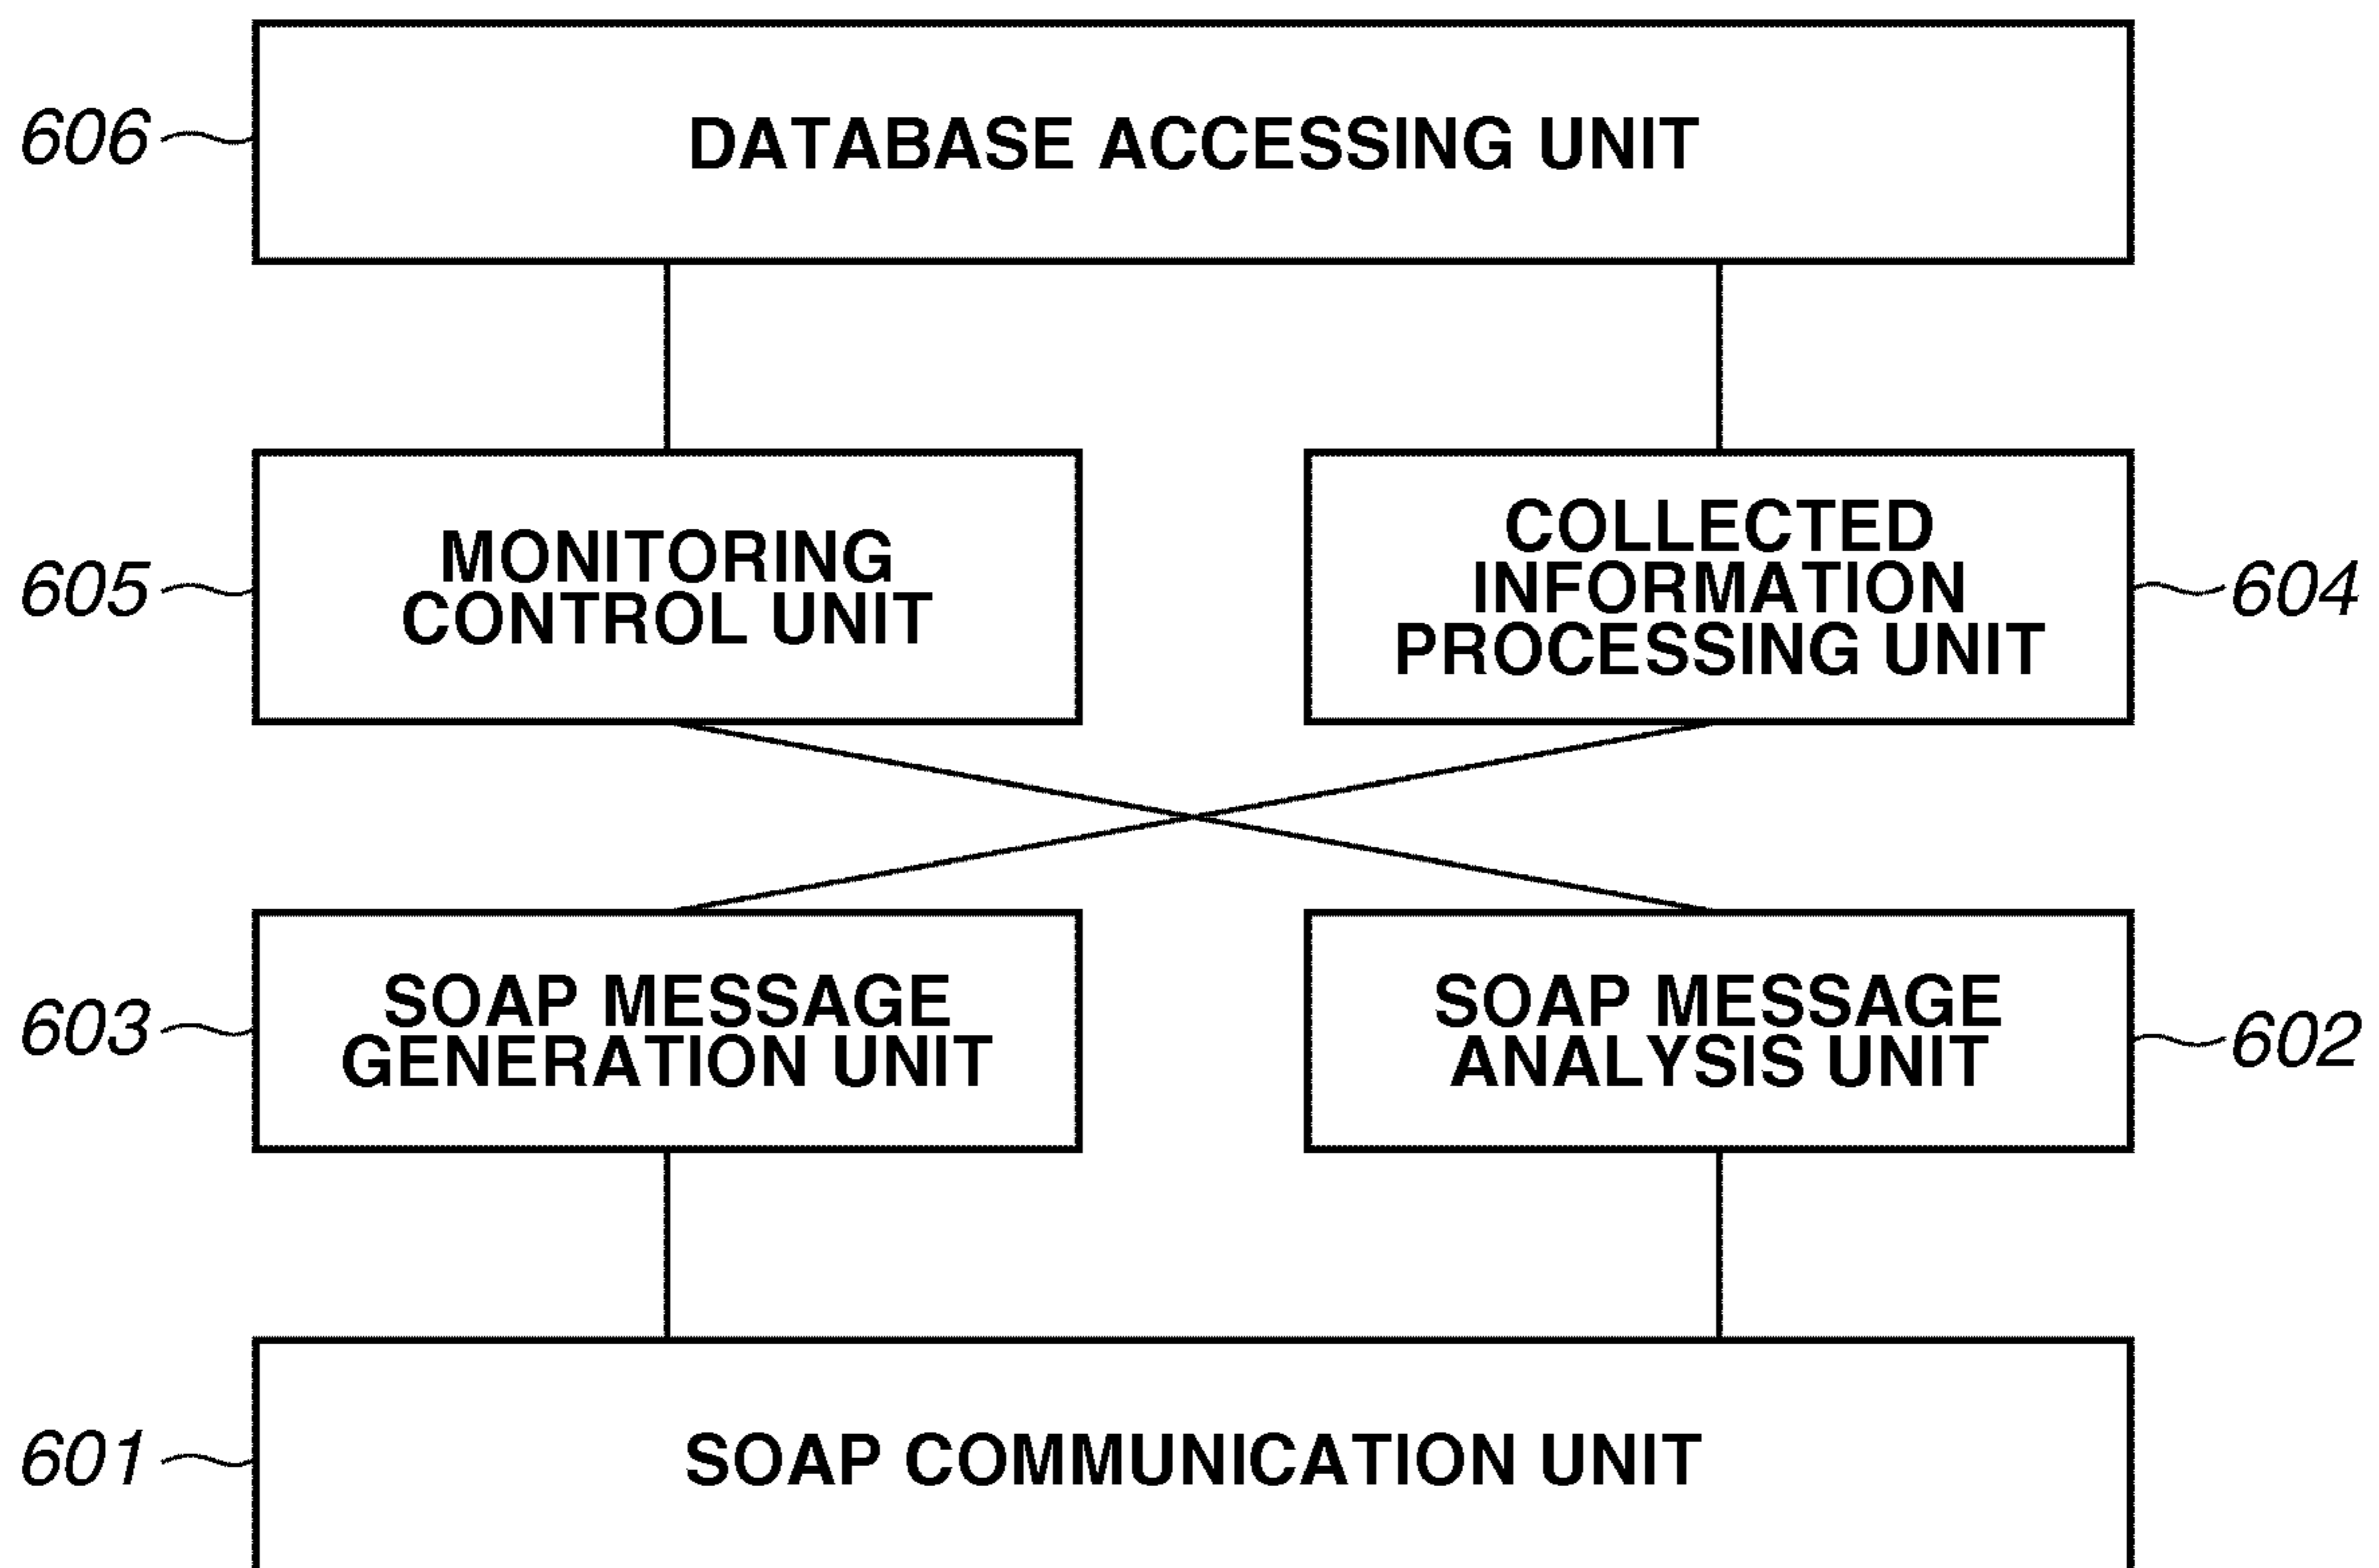 606
DATABASE ACCESSING UNIT
605
MONITORING
CONTROL UNIT
COLLECTED
INFORMATION
PROCESSING UNIT
604
603
SOAP MESSAGE
GENERATION UNIT
SOAP MESSAGE
ANALYSIS UNIT
602
601
SOAP COMMUNICATION UNIT